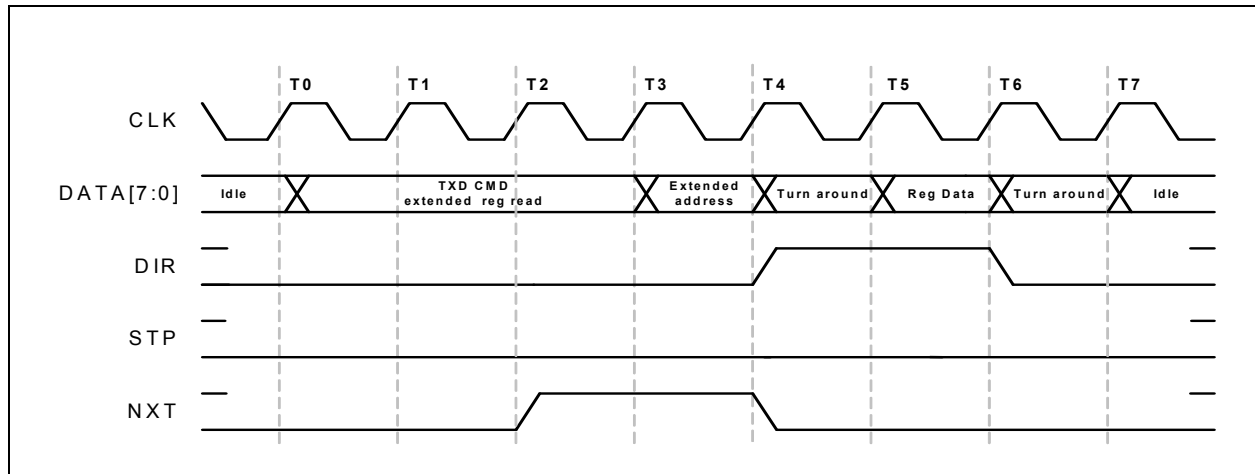 T0 T1 T2 T3 T4 T5 T6 T7
CLK
DATA[7:0]
Idle
TXD CMD
extended reg read
Extended
address
Turn around
Reg Data
Turn around
Idle
DIR
STP
NXT